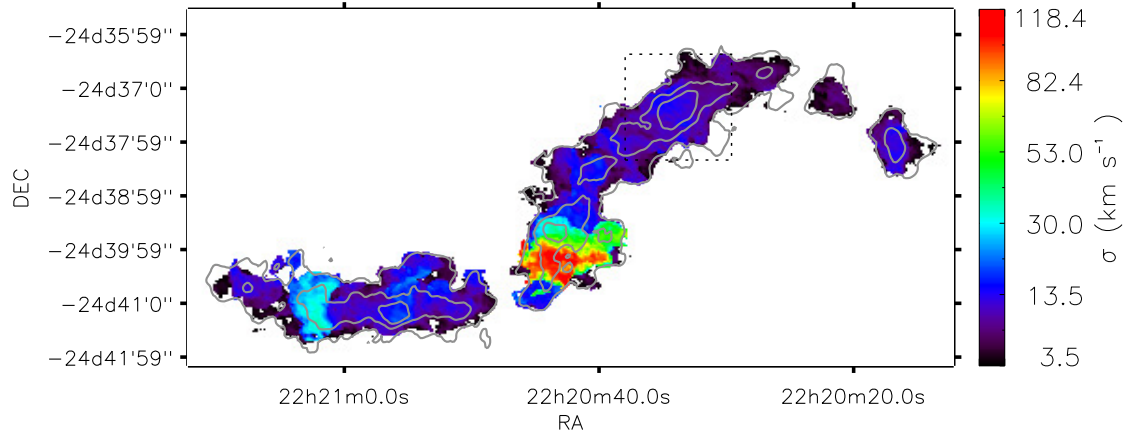 −24d35'59"
−24d37'0"
−24d37'59"
−24d38'59"
−24d39'59"
−24d41'0"
−24d41'59"
DEC
22h21m0.0s
22h20m40.0s
22h20m20.0s
RA
118.4
82.4
53.0
30.0
13.5
3.5
σ (km s⁻¹ )